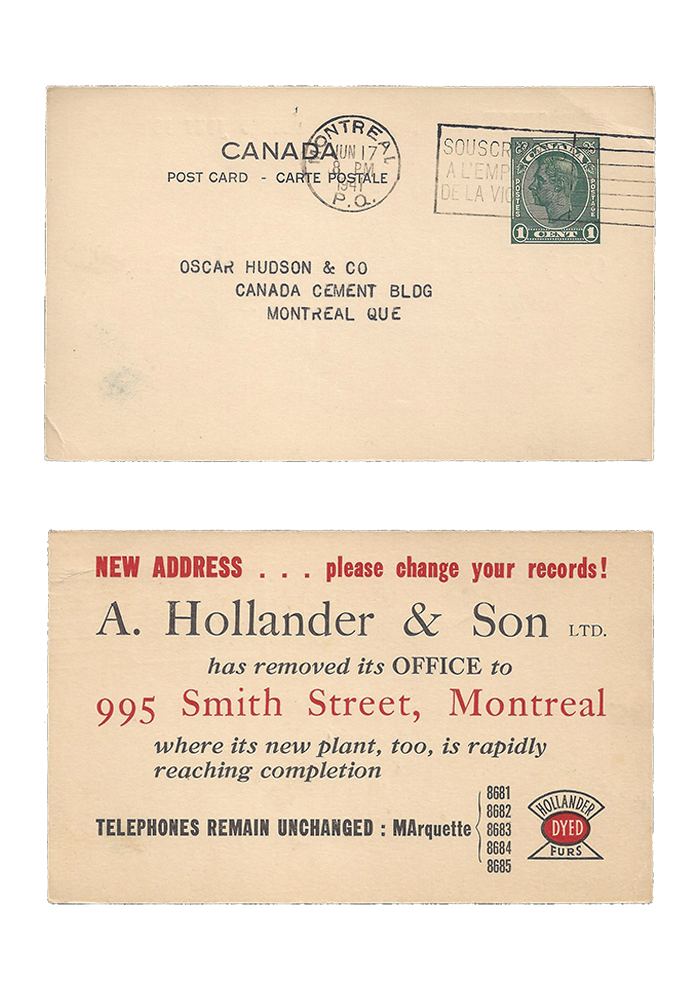 CANADA
POST CARD - CARTE POSTALE
MONTREAL
JUN 17
8 PM
1941
P.Q.
SOUSCR
A L'EMP
DE LA VIC
CANADA
POSTES
POSTAGE
1 CENT 1
OSCAR HUDSON & CO
CANADA CEMENT BLDG
MONTREAL QUE
NEW ADDRESS . . . please change your records!
A. Hollander & Son LTD.
has removed its OFFICE to
995 Smith Street, Montreal
where its new plant, too, is rapidly
reaching completion
TELEPHONES REMAIN UNCHANGED : MArquette
8681
8682
8683
8684
8685
HOLLANDER
DYED
FURS